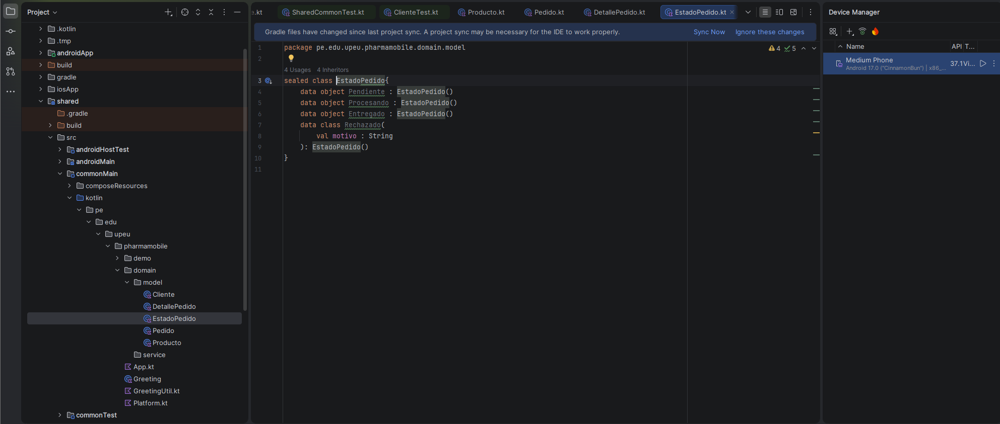 Project
.kotlin
.tmp
androidApp
build
gradle
iosApp
shared
.gradle
build
src
androidHostTest
androidMain
commonMain
composeResources
kotlin
pe
edu
upeu
pharmamobile
demo
domain
model
Cliente
DetallePedido
EstadoPedido
Pedido
Producto
service
App.kt
Greeting
GreetingUtil.kt
Platform.kt
commonTest
e.kt SharedCommonTest.kt ClienteTest.kt Producto.kt Pedido.kt DetallePedido.kt EstadoPedido.kt
Gradle files have changed since last project sync. A project sync may be necessary for the IDE to work properly. Sync Now Ignore these changes
4 5
1 package pe.edu.upeu.pharmamobile.domain.model
2
4 Usages 4 Inheritors
3 sealed class EstadoPedido{
4 data object Pendiente : EstadoPedido()
5 data object Procesando : EstadoPedido()
6 data object Entregado : EstadoPedido()
7 data class Rechazado(
8 val motivo : String
9 ): EstadoPedido()
10 }
11
Device Manager
Name API T...
Medium Phone 37.1 Vi...
Android 17.0 ("CinnamonBun") | x86_...